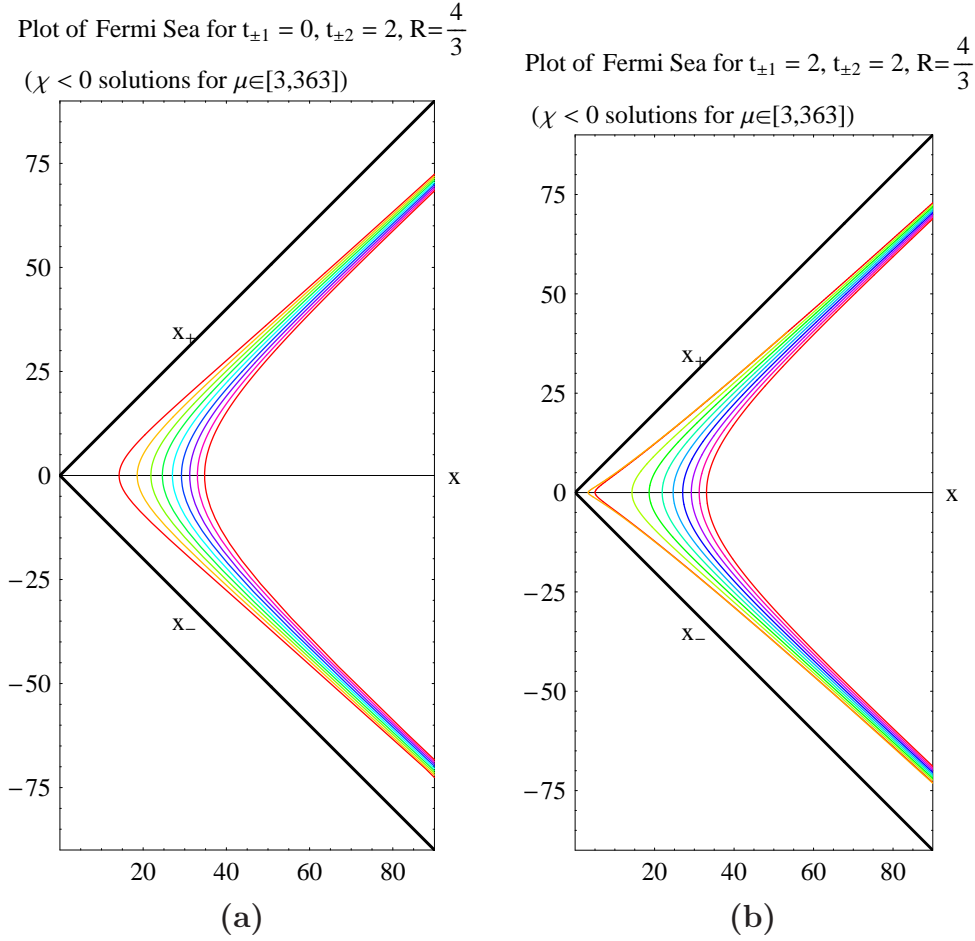 Plot of Fermi Sea for t±1 = 0, t±2 = 2, R=4/3
(χ < 0 solutions for μ∈[3,363])
75
50
x+
25
0
x
−25
x−
−50
−75
20 40 60 80
(a)
Plot of Fermi Sea for t±1 = 2, t±2 = 2, R=4/3
(χ < 0 solutions for μ∈[3,363])
75
50
x+
25
0
x
−25
x−
−50
−75
20 40 60 80
(b)